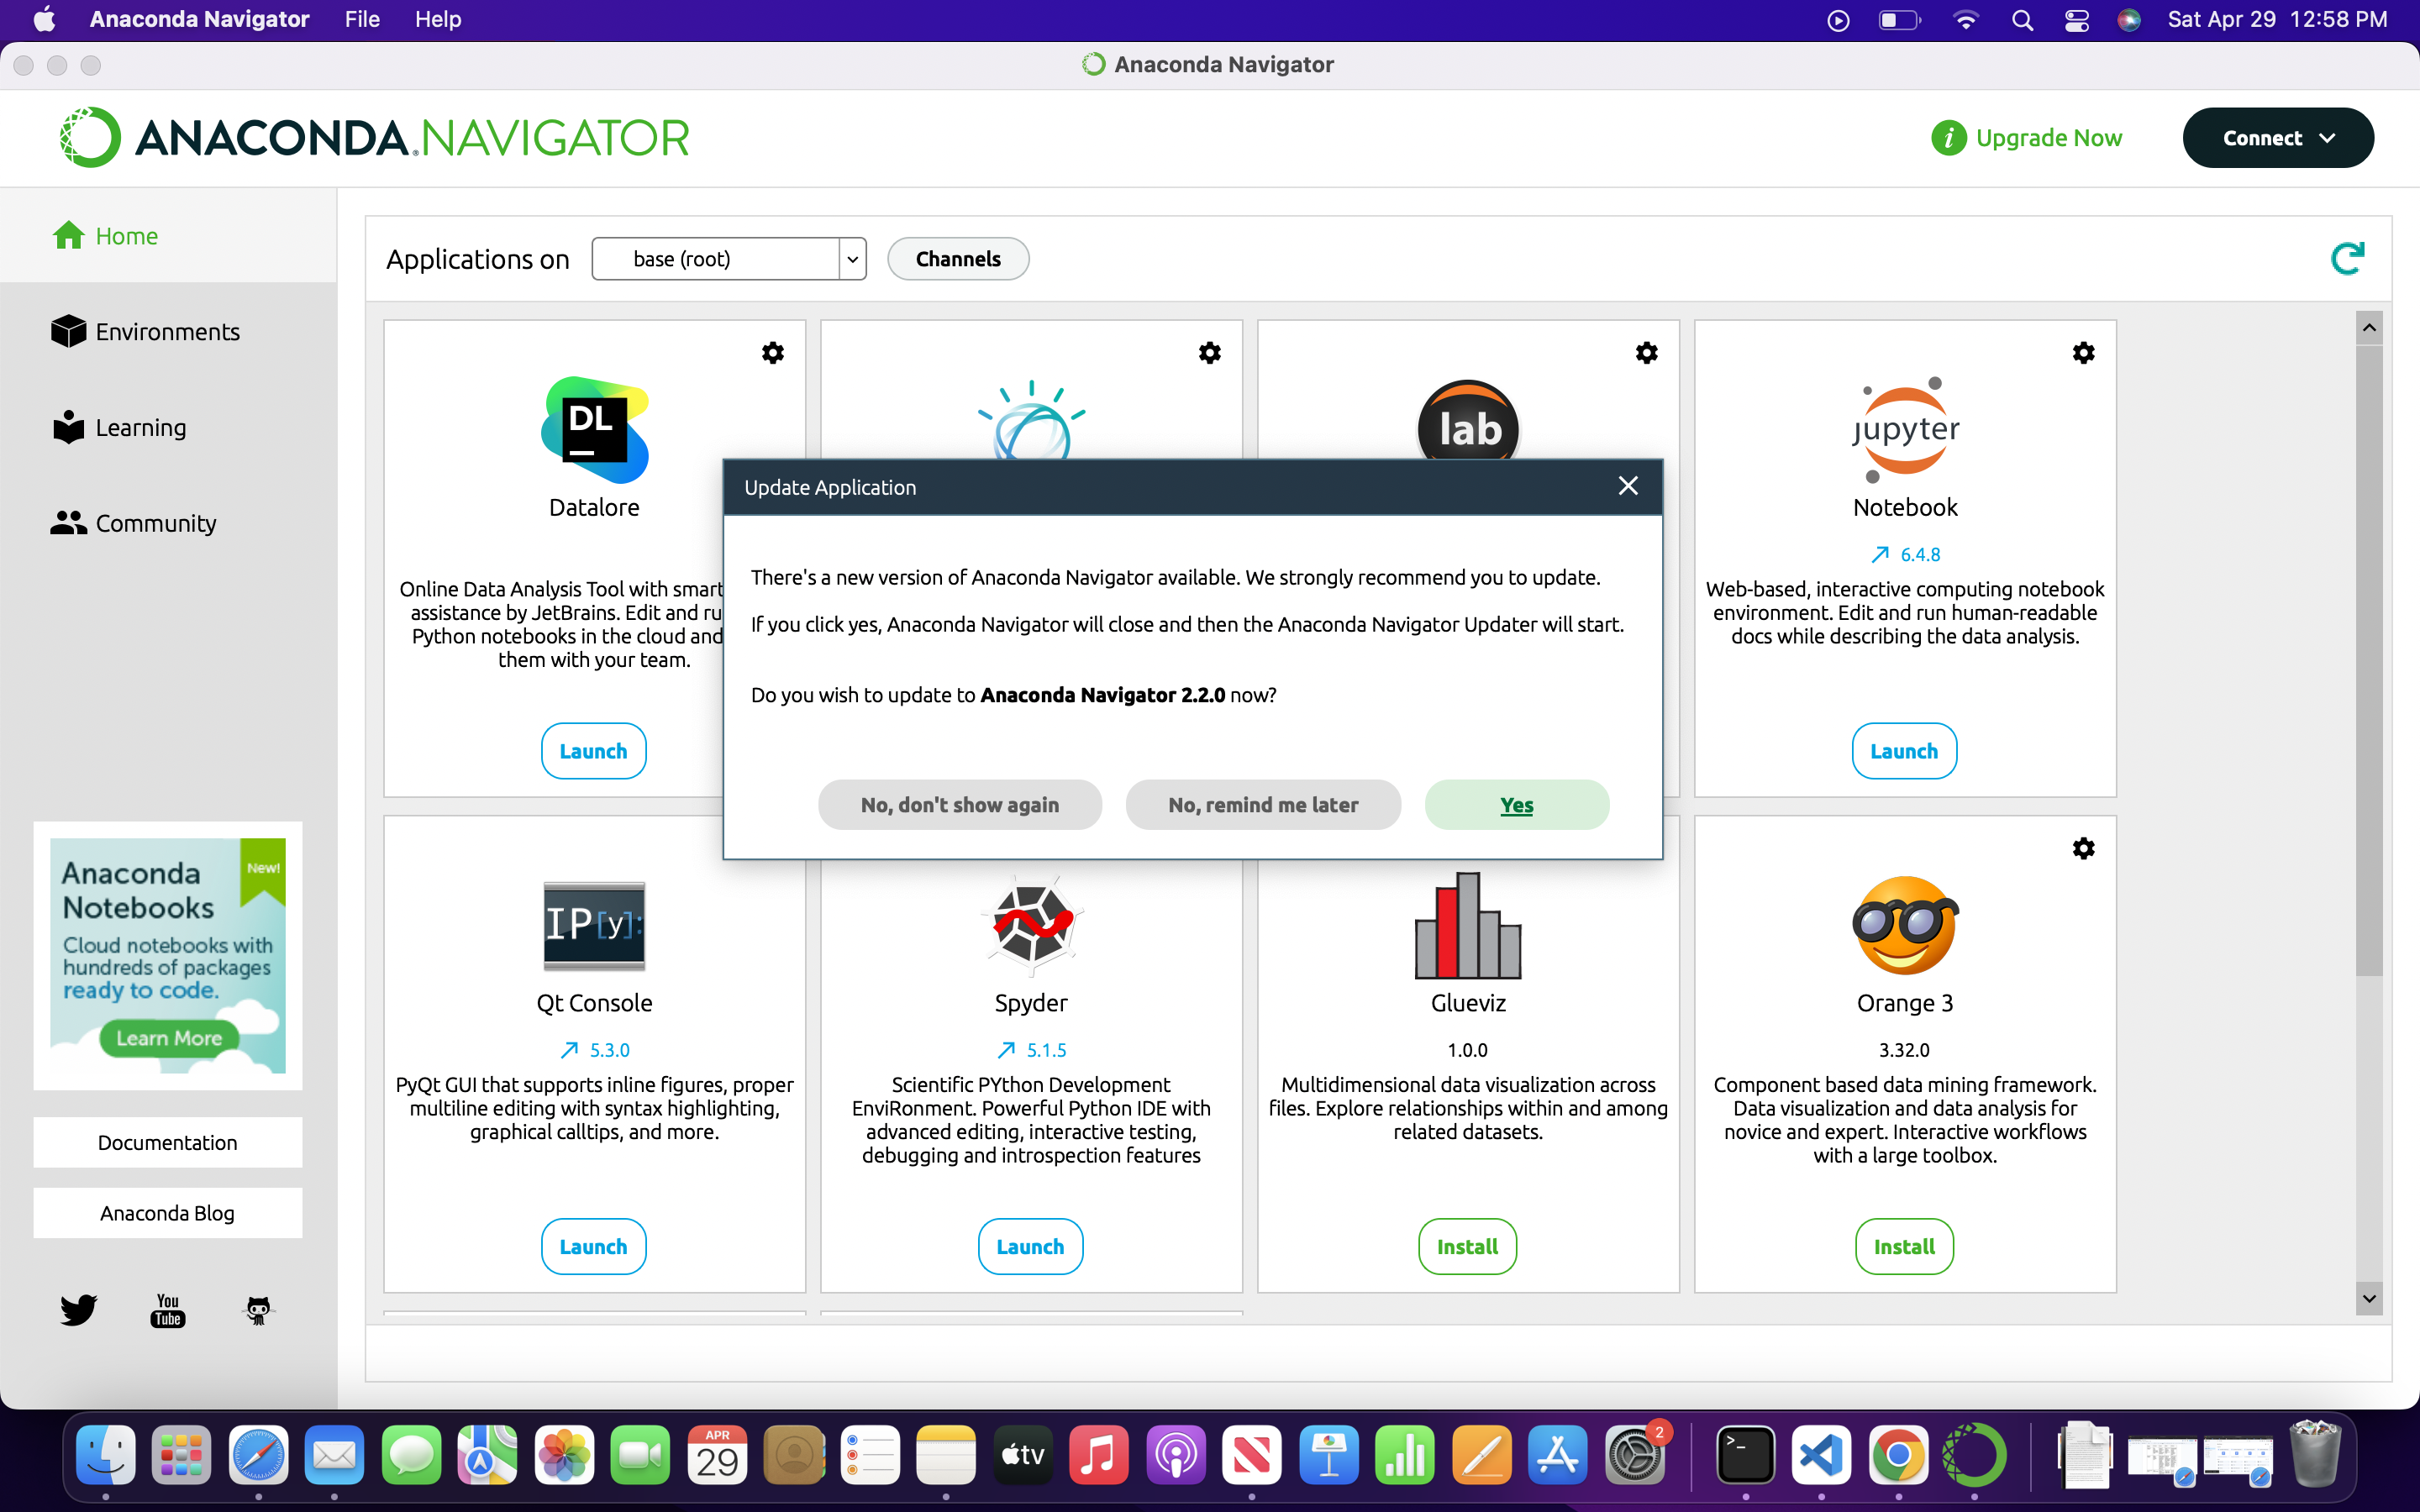 Anaconda Navigator File Help Sat Apr 29 12:58 PM
Anaconda Navigator
ANACONDA.NAVIGATOR
Upgrade Now
Connect
Home
Environments
Learning
Community
Applications on base (root) Channels
DL
Datalore
Online Data Analysis Tool with smart
assistance by JetBrains. Edit and ru
Python notebooks in the cloud and
them with your team.
Launch
lab
jupyter
Notebook
6.4.8
Web-based, interactive computing notebook
environment. Edit and run human-readable
docs while describing the data analysis.
Launch
Update Application
There's a new version of Anaconda Navigator available. We strongly recommend you to update.
If you click yes, Anaconda Navigator will close and then the Anaconda Navigator Updater will start.
Do you wish to update to Anaconda Navigator 2.2.0 now?
No, don't show again
No, remind me later
Yes
IP[y]:
Qt Console
5.3.0
PyQt GUI that supports inline figures, proper
multiline editing with syntax highlighting,
graphical calltips, and more.
Launch
Spyder
5.1.5
Scientific PYthon Development
EnviRonment. Powerful Python IDE with
advanced editing, interactive testing,
debugging and introspection features
Launch
Glueviz
1.0.0
Multidimensional data visualization across
files. Explore relationships within and among
related datasets.
Install
Orange 3
3.32.0
Component based data mining framework.
Data visualization and data analysis for
novice and expert. Interactive workflows
with a large toolbox.
Install
Anaconda
Notebooks
New!
Cloud notebooks with
hundreds of packages
ready to code.
Learn More
Documentation
Anaconda Blog
You
Tube
APR
29
tv
2
>_